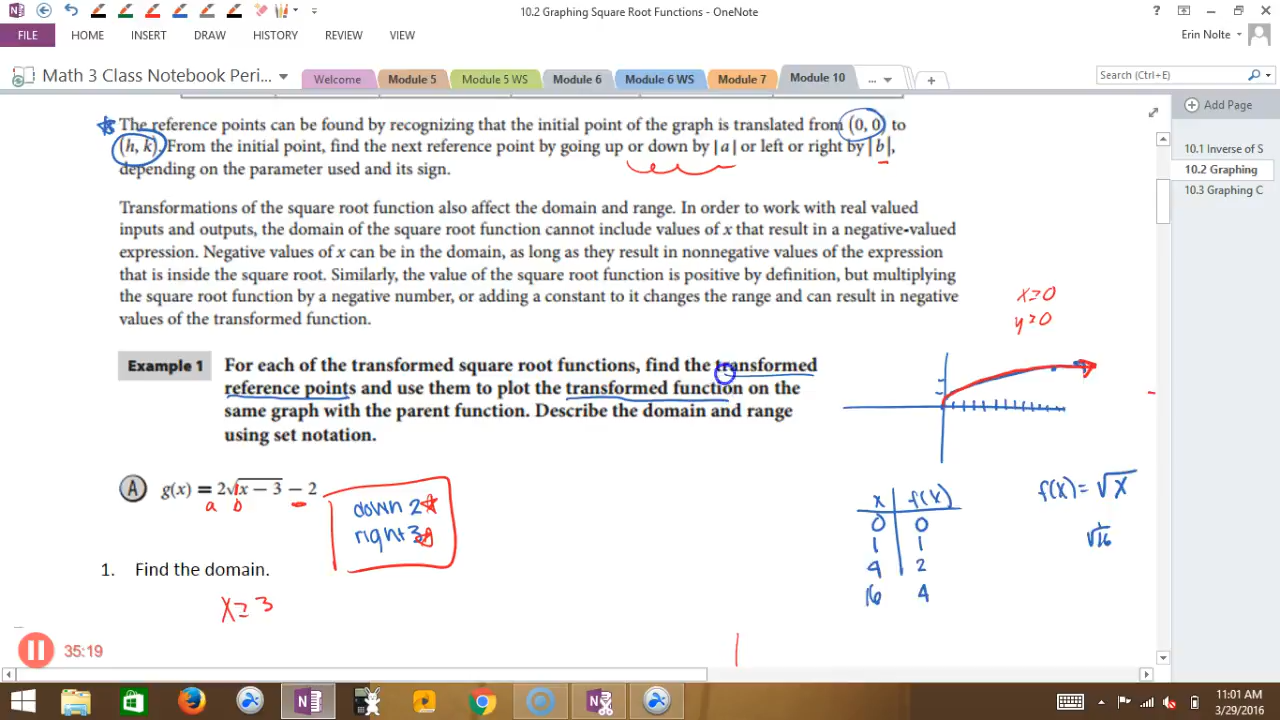 10.2 Graphing Square Root Functions - OneNote
FILE HOME INSERT DRAW HISTORY REVIEW VIEW
Erin Nolte
Math 3 Class Notebook Peri... Welcome Module 5 Module 5 WS Module 6 Module 6 WS Module 7 Module 10 ... Search (Ctrl+E)
Add Page
10.1 Inverse of S
10.2 Graphing
10.3 Graphing C
The reference points can be found by recognizing that the initial point of the graph is translated from (0, 0) to
(h, k). From the initial point, find the next reference point by going up or down by |a| or left or right by |b|,
depending on the parameter used and its sign.
Transformations of the square root function also affect the domain and range. In order to work with real valued
inputs and outputs, the domain of the square root function cannot include values of x that result in a negative-valued
expression. Negative values of x can be in the domain, as long as they result in nonnegative values of the expression
that is inside the square root. Similarly, the value of the square root function is positive by definition, but multiplying
the square root function by a negative number, or adding a constant to it changes the range and can result in negative
values of the transformed function.
x≥0
y≥0
Example 1 For each of the transformed square root functions, find the transformed
reference points and use them to plot the transformed function on the
same graph with the parent function. Describe the domain and range
using set notation.
A g(x) = 2√1x − 3 − 2
a b
down 2
right 3
x f(x)
0 0
1 1
4 2
16 4
f(x) = √x
√16
1. Find the domain.
x≥3
35:19
11:01 AM
3/29/2016